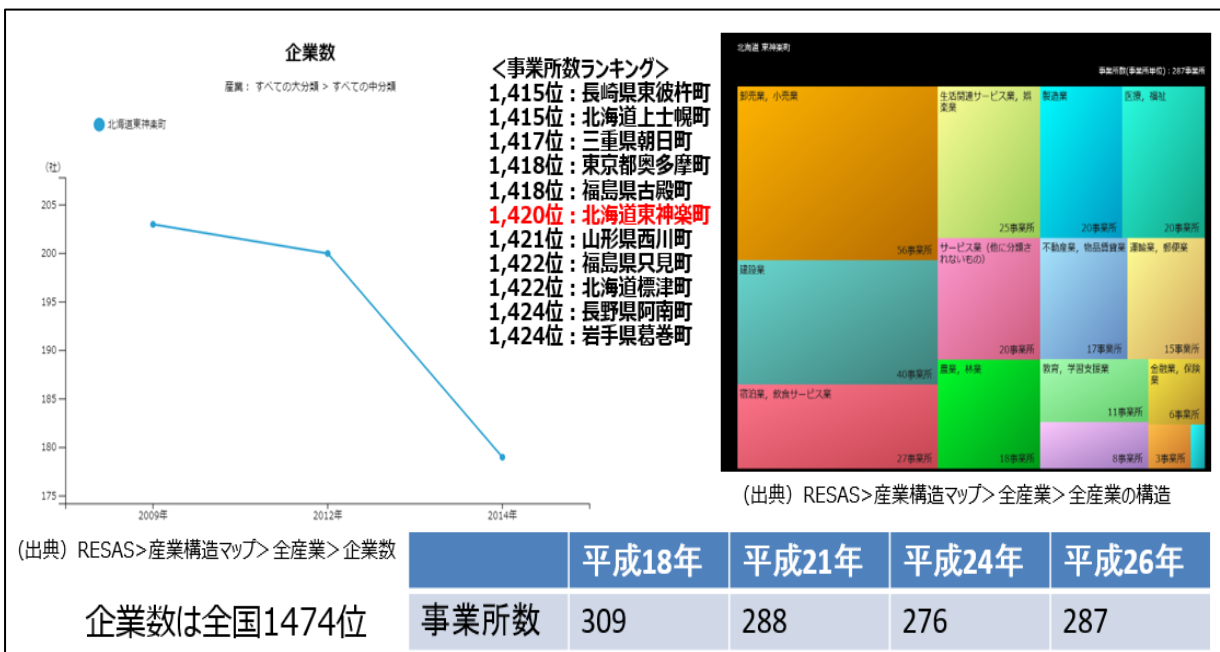 企業数
産業： すべての大分類 > すべての中分類
北海道東神楽町
(社)
205
200
195
190
185
180
175
2009年
2012年
2014年
(出典）RESAS>産業構造マップ>全産業>企業数
企業数は全国1474位
＜事業所数ランキング＞
1,415位：長崎県東彼杵町
1,415位：北海道上士幌町
1,417位：三重県朝日町
1,418位：東京都奥多摩町
1,418位：福島県古殿町
1,420位：北海道東神楽町
1,421位：山形県西川町
1,422位：福島県只見町
1,422位：北海道標津町
1,424位：長野県阿南町
1,424位：岩手県葛巻町
北海道 東神楽町
事業所数(事業所単位)：287事業所
卸売業，小売業
56事業所
建設業
40事業所
宿泊業，飲食サービス業
27事業所
生活関連サービス業，娯
楽業
25事業所
サービス業（他に分類さ
れないもの）
20事業所
農業，林業
18事業所
製造業
20事業所
医療，福祉
20事業所
不動産業，物品賃貸業
17事業所
運輸業，郵便業
15事業所
教育，学習支援業
11事業所
金融業，保険
業
6事業所
8事業所
3事業所
(出典）RESAS>産業構造マップ>全産業>全産業の構造
平成18年 平成21年 平成24年 平成26年
事業所数 309 288 276 287